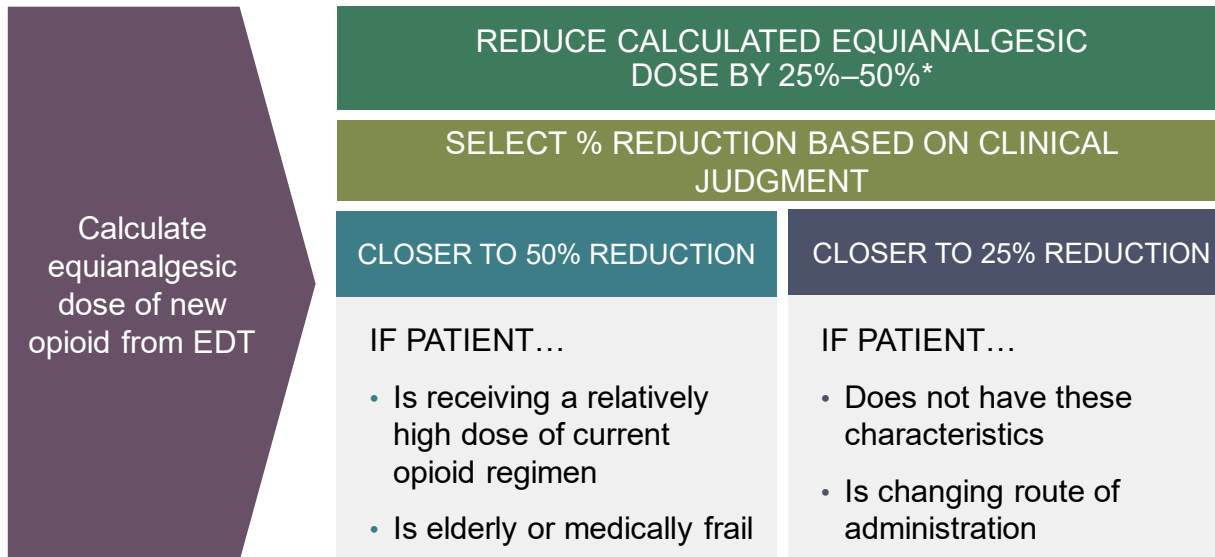 Calculate
equianalgesic
dose of new
opioid from EDT
REDUCE CALCULATED EQUIANALGESIC
DOSE BY 25%–50%*
SELECT % REDUCTION BASED ON CLINICAL
JUDGMENT
CLOSER TO 50% REDUCTION
IF PATIENT…
• Is receiving a relatively
high dose of current
opioid regimen
• Is elderly or medically frail
CLOSER TO 25% REDUCTION
IF PATIENT…
• Does not have these
characteristics
• Is changing route of
administration